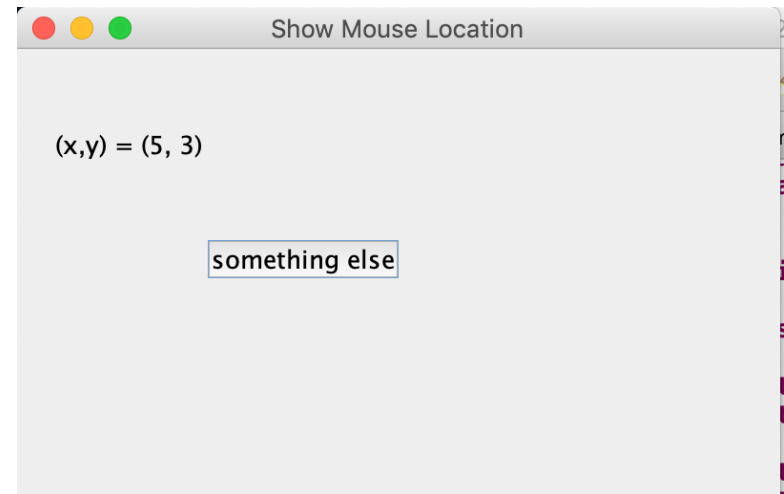 Show Mouse Location
(x,y) = (5, 3)
something else